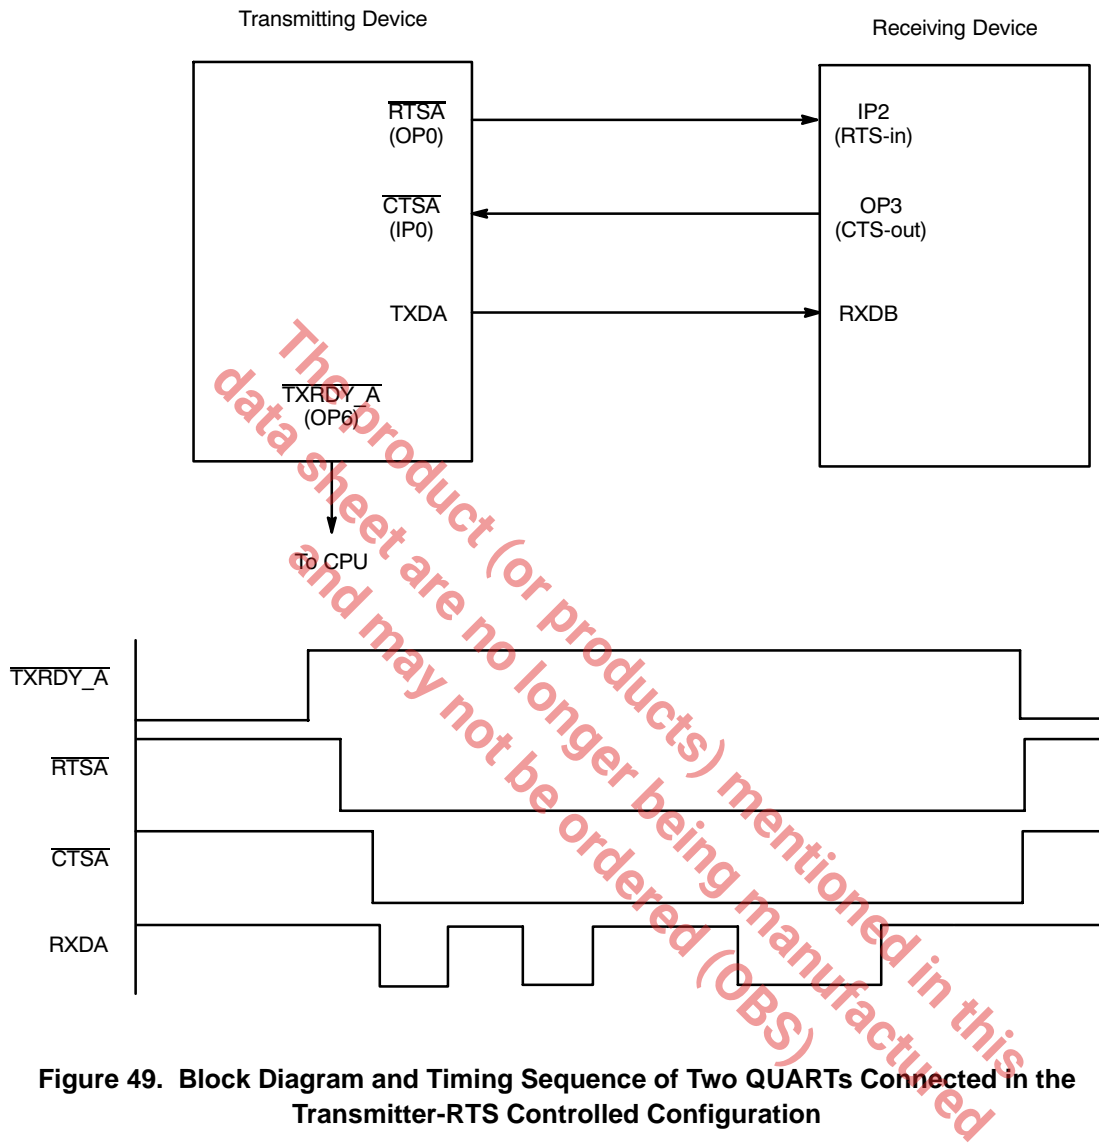 Transmitting Device
Receiving Device
RTSA
(OP0)
IP2
(RTS-in)
CTSA
(IP0)
OP3
(CTS-out)
TXDA
RXDB
TXRDY_A
(OP6)
To CPU
The product (or products) mentioned in this
data sheet are no longer being manufactured
and may not be ordered (OBS)
TXRDY_A
RTSA
CTSA
RXDA
Figure 49. Block Diagram and Timing Sequence of Two QUARTs Connected in the
Transmitter-RTS Controlled Configuration